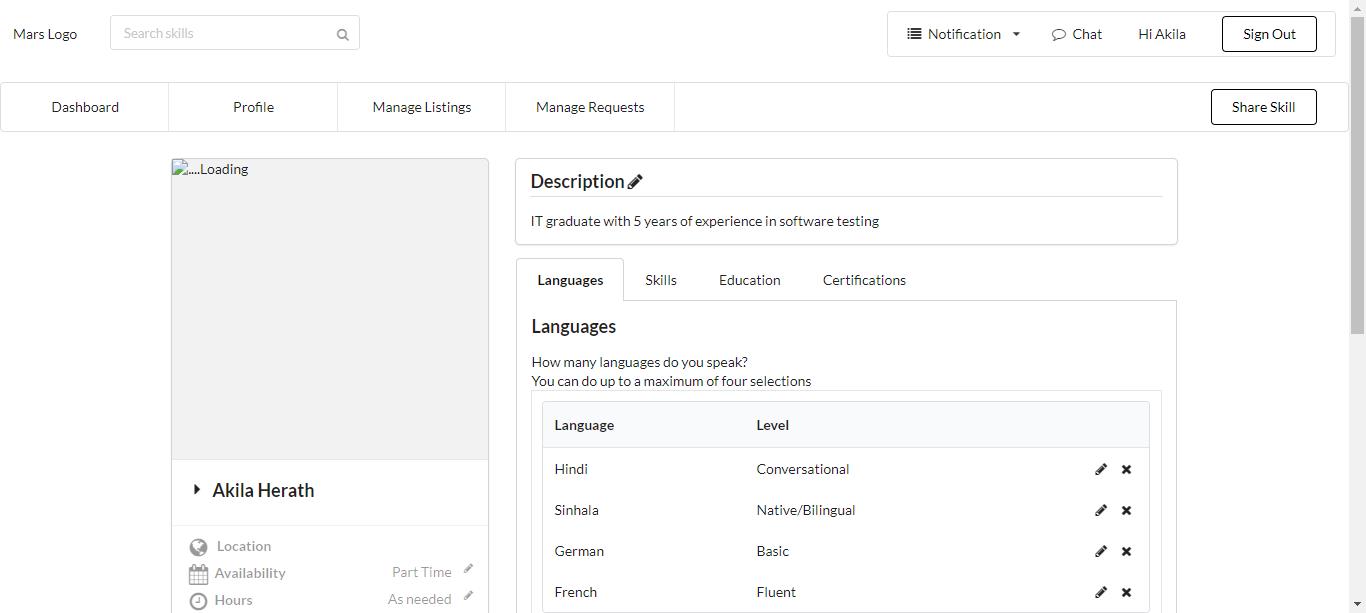 Mars Logo
Search skills
Notification
Chat
Hi Akila
Sign Out
Dashboard
Profile
Manage Listings
Manage Requests
Share Skill
....Loading
Akila Herath
Location
Availability Part Time
Hours As needed
Description
IT graduate with 5 years of experience in software testing
Languages Skills Education Certifications
Languages
How many languages do you speak?
You can do up to a maximum of four selections
Language Level
Hindi Conversational
Sinhala Native/Bilingual
German Basic
French Fluent